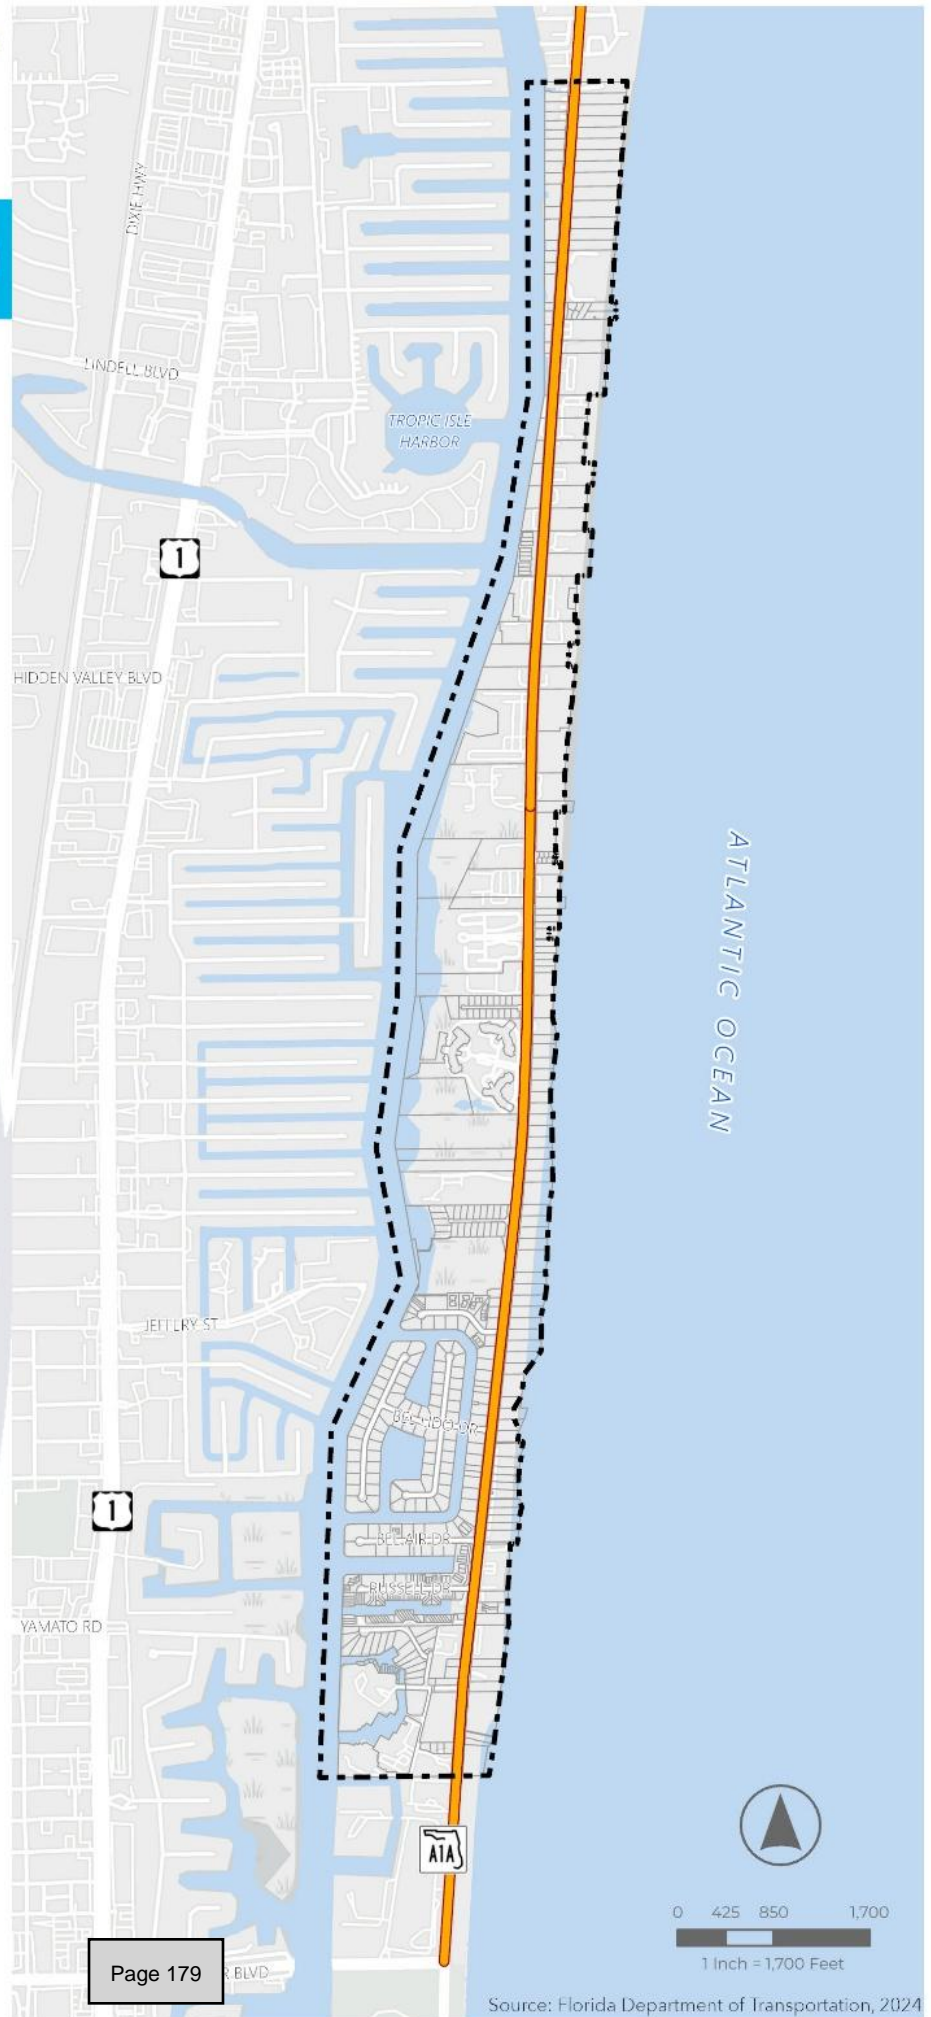 DIXIE HWY
LINDELL BLVD
TROPIC ISLE
HARBOR
1
HIDDEN VALLEY BLVD
ATLANTIC OCEAN
JEFFERY ST
BEL LIDO DR
1
BEL AIR DR
RUSSELL DR
YAMATO RD
A1A
0 425 850 1,700
1 Inch = 1,700 Feet
Page 179
R BLVD
Source: Florida Department of Transportation, 2024